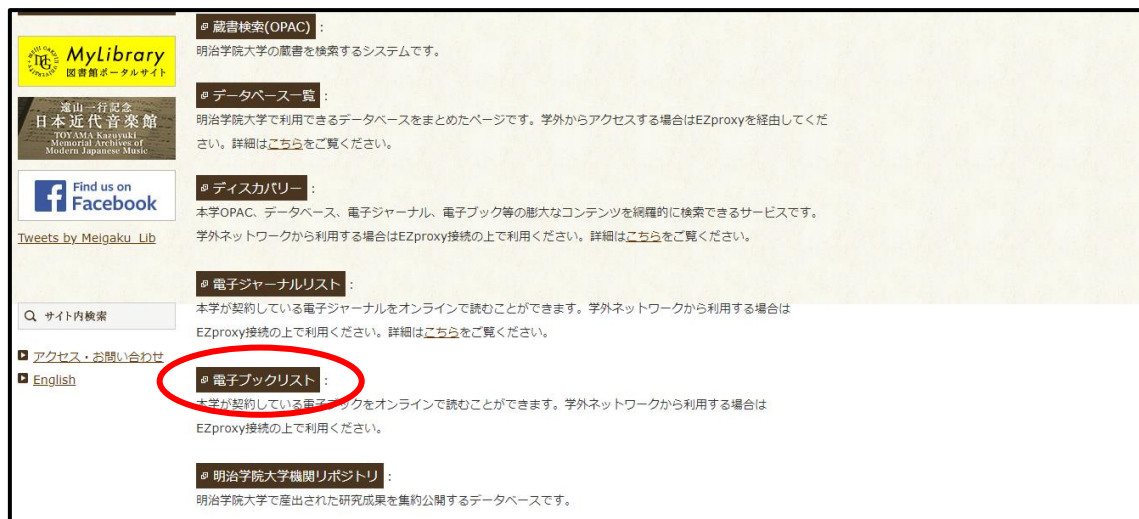 MyLibrary
図書館ポータルサイト
遠山一行記念
日本近代音楽館
TOYAMA Kazuyuki
Memorial Archives of
Modern Japanese Music
Find us on
Facebook
Tweets by Meigaku_Lib
サイト内検索
アクセス・お問い合わせ
English
蔵書検索(OPAC) :
明治学院大学の蔵書を検索するシステムです。
データベース一覧 :
明治学院大学で利用できるデータベースをまとめたページです。学外からアクセスする場合はEZproxyを経由してくだ
さい。詳細はこちらをご覧ください。
ディスカバリー :
本学OPAC、データベース、電子ジャーナル、電子ブック等の膨大なコンテンツを網羅的に検索できるサービスです。
学外ネットワークから利用する場合はEZproxy接続の上で利用ください。詳細はこちらをご覧ください。
電子ジャーナルリスト :
本学が契約している電子ジャーナルをオンラインで読むことができます。学外ネットワークから利用する場合は
EZproxy接続の上で利用ください。詳細はこちらをご覧ください。
電子ブックリスト :
本学が契約している電子ブックをオンラインで読むことができます。学外ネットワークから利用する場合は
EZproxy接続の上で利用ください。
明治学院大学機関リポジトリ :
明治学院大学で産出された研究成果を集約公開するデータベースです。